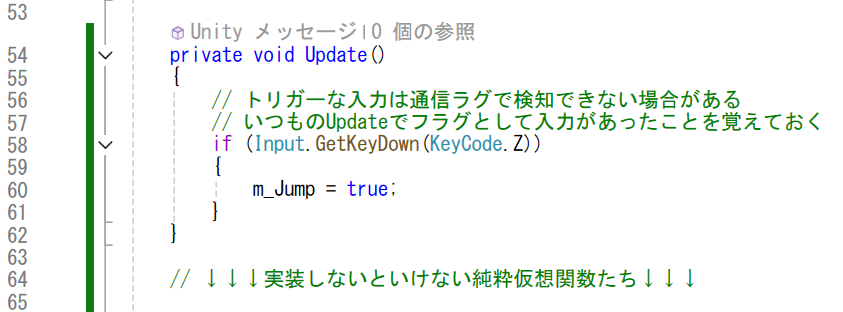 53
Unity メッセージ|0 個の参照
54 private void Update()
55 {
56 // トリガーな入力は通信ラグで検知できない場合がある
57 // いつものUpdateでフラグとして入力があったことを覚えておく
58 if (Input.GetKeyDown(KeyCode.Z))
59 {
60 m_Jump = true;
61 }
62 }
63
64 // ↓↓↓実装しないといけない純粋仮想関数たち↓↓↓
65